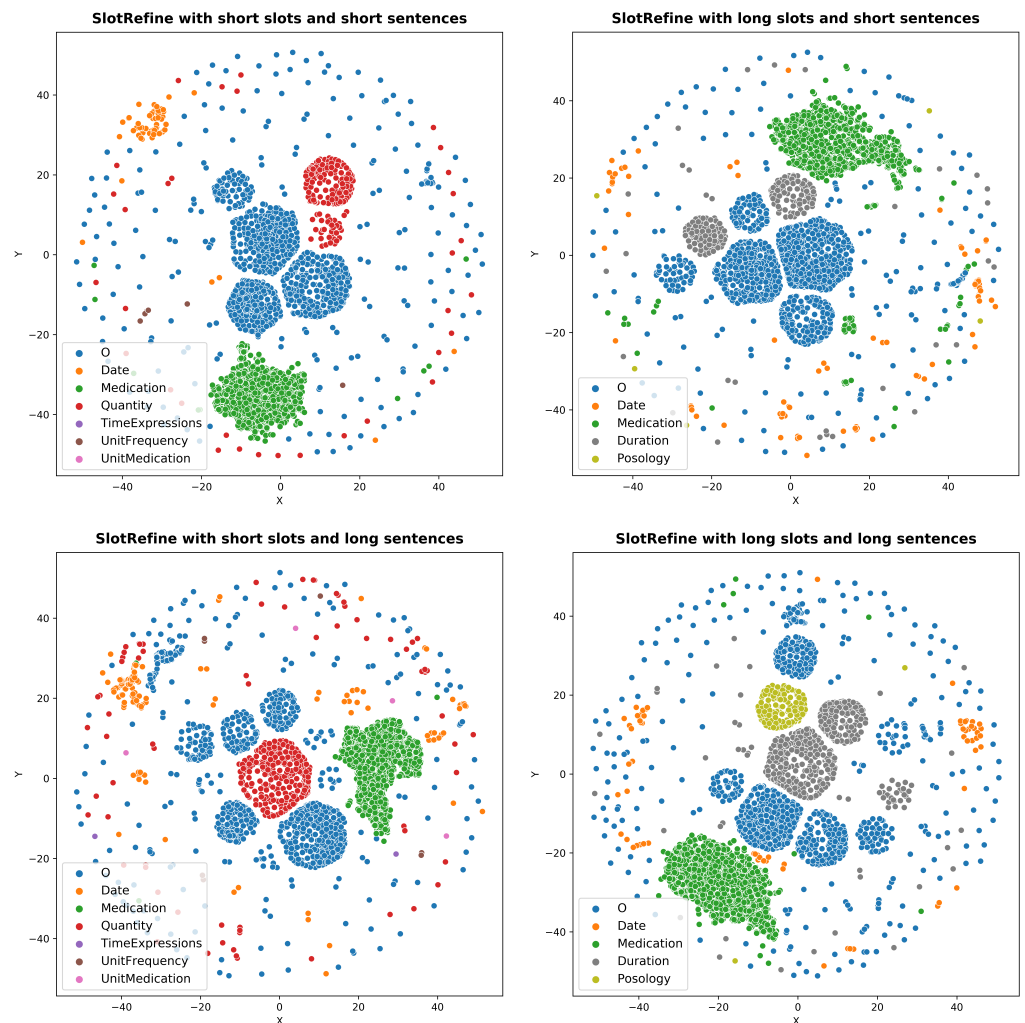 SlotRefine with short slots and short sentences
40
20
0
−20
−40
Y
O
Date
Medication
Quantity
TimeExpressions
UnitFrequency
UnitMedication
−40 −20 0 20 40
X
SlotRefine with long slots and short sentences
40
20
0
−20
−40
Y
O
Date
Medication
Duration
Posology
−40 −20 0 20 40
X
SlotRefine with short slots and long sentences
40
20
0
−20
−40
Y
O
Date
Medication
Quantity
TimeExpressions
UnitFrequency
UnitMedication
−40 −20 0 20 40
X
SlotRefine with long slots and long sentences
40
20
0
−20
−40
Y
O
Date
Medication
Duration
Posology
−40 −20 0 20 40
X